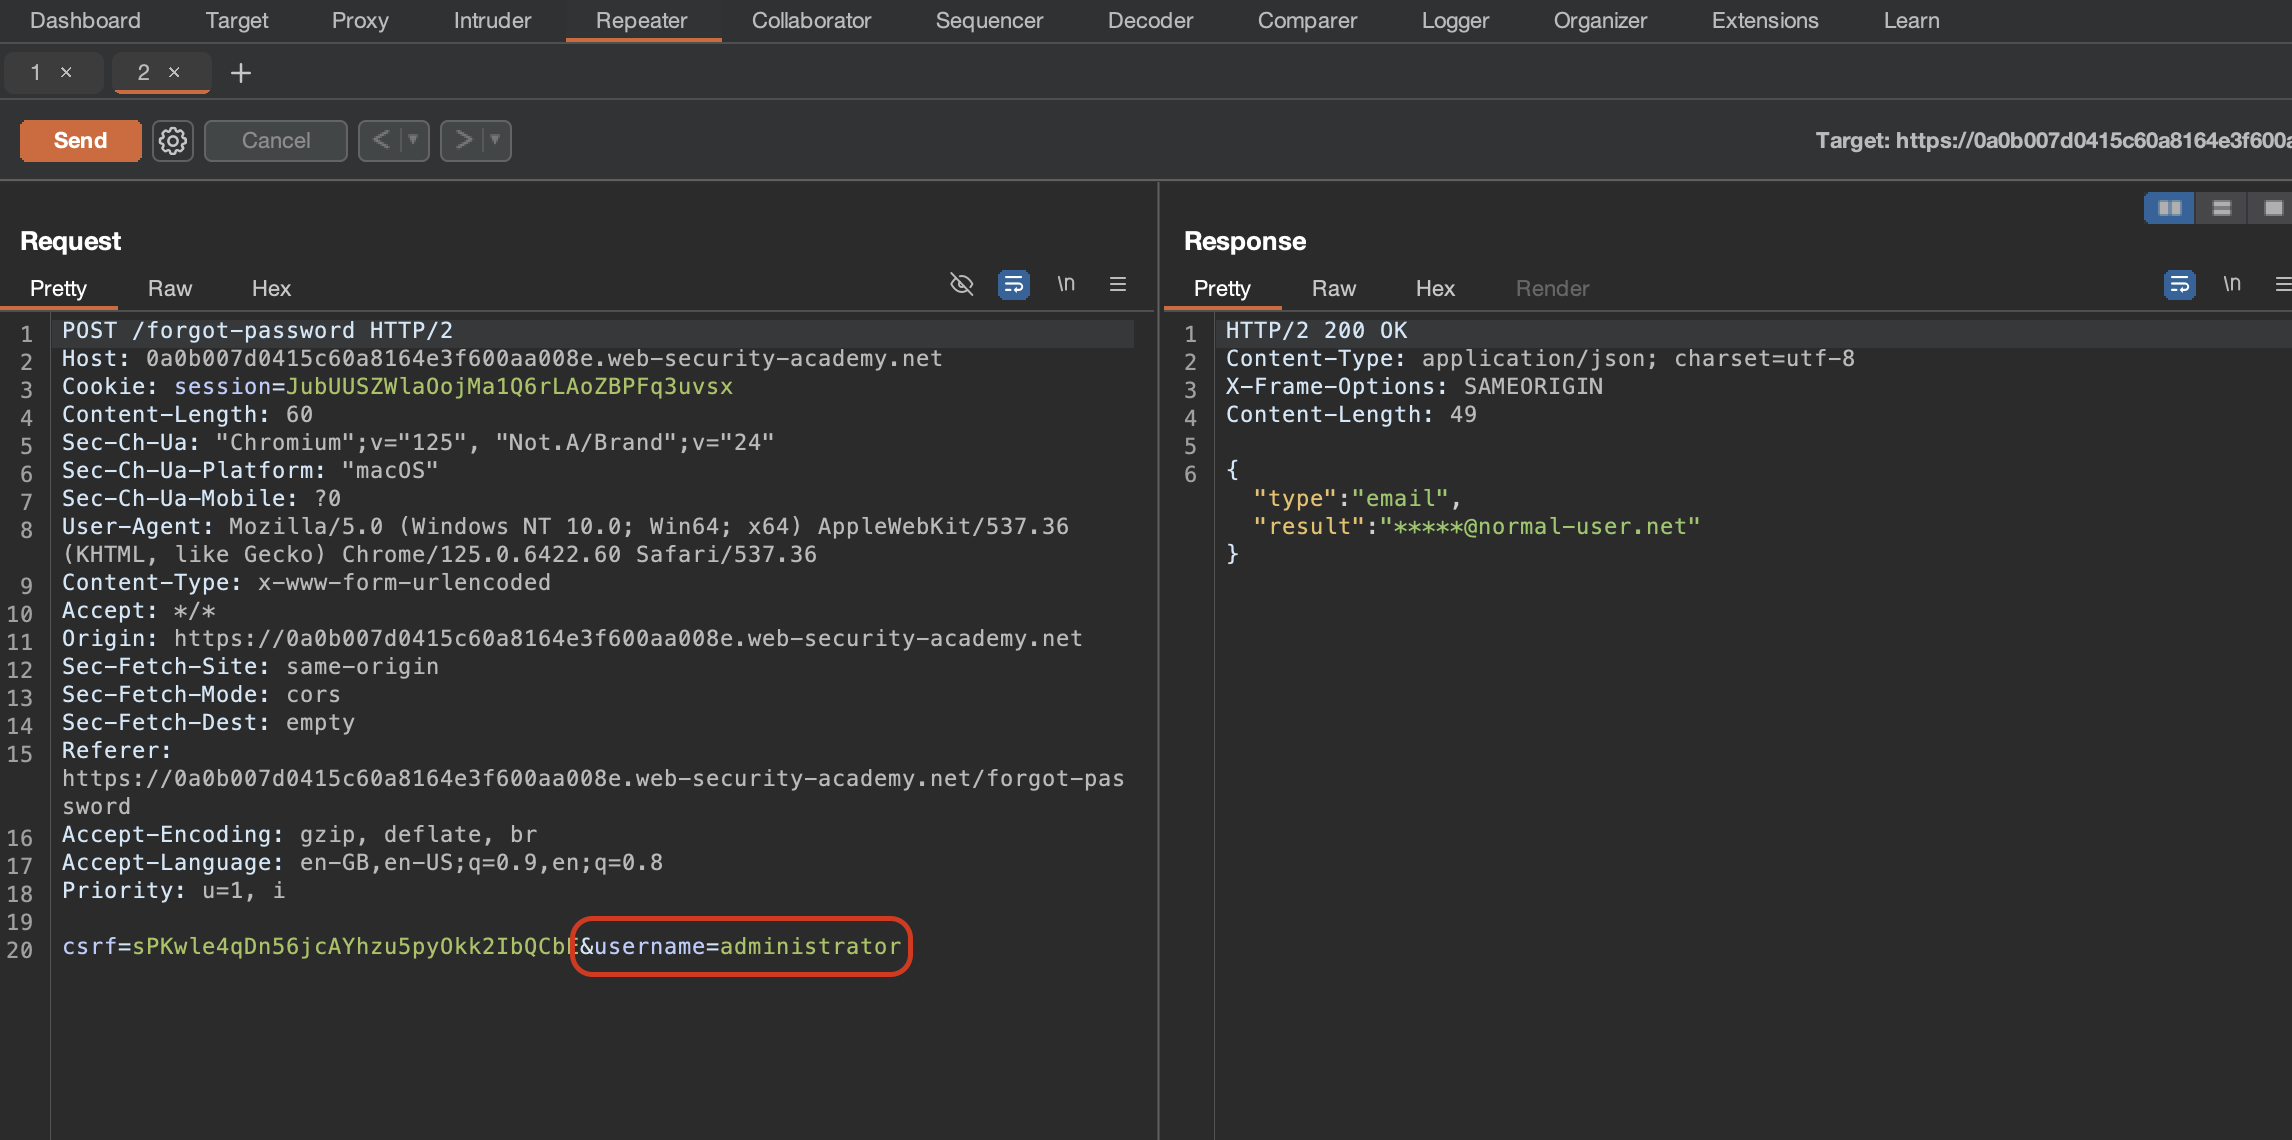 Dashboard Target Proxy Intruder Repeater Collaborator Sequencer Decoder Comparer Logger Organizer Extensions Learn
1 × 2 × +
Send Cancel < > Target: https://0a0b007d0415c60a8164e3f600a
Request
Pretty Raw Hex \n
1 POST /forgot-password HTTP/2
2 Host: 0a0b007d0415c60a8164e3f600aa008e.web-security-academy.net
3 Cookie: session=JubUUSZWlaOojMa1Q6rLAoZBPFq3uvsx
4 Content-Length: 60
5 Sec-Ch-Ua: "Chromium";v="125", "Not.A/Brand";v="24"
6 Sec-Ch-Ua-Platform: "macOS"
7 Sec-Ch-Ua-Mobile: ?0
8 User-Agent: Mozilla/5.0 (Windows NT 10.0; Win64; x64) AppleWebKit/537.36
(KHTML, like Gecko) Chrome/125.0.6422.60 Safari/537.36
9 Content-Type: x-www-form-urlencoded
10 Accept: */*
11 Origin: https://0a0b007d0415c60a8164e3f600aa008e.web-security-academy.net
12 Sec-Fetch-Site: same-origin
13 Sec-Fetch-Mode: cors
14 Sec-Fetch-Dest: empty
15 Referer:
https://0a0b007d0415c60a8164e3f600aa008e.web-security-academy.net/forgot-pas
sword
16 Accept-Encoding: gzip, deflate, br
17 Accept-Language: en-GB,en-US;q=0.9,en;q=0.8
18 Priority: u=1, i
19
20 csrf=sPKwle4qDn56jcAYhzu5pyOkk2IbQCbE&username=administrator
Response
Pretty Raw Hex Render \n
1 HTTP/2 200 OK
2 Content-Type: application/json; charset=utf-8
3 X-Frame-Options: SAMEORIGIN
4 Content-Length: 49
5
6 {
"type":"email",
"result":"*****@normal-user.net"
}